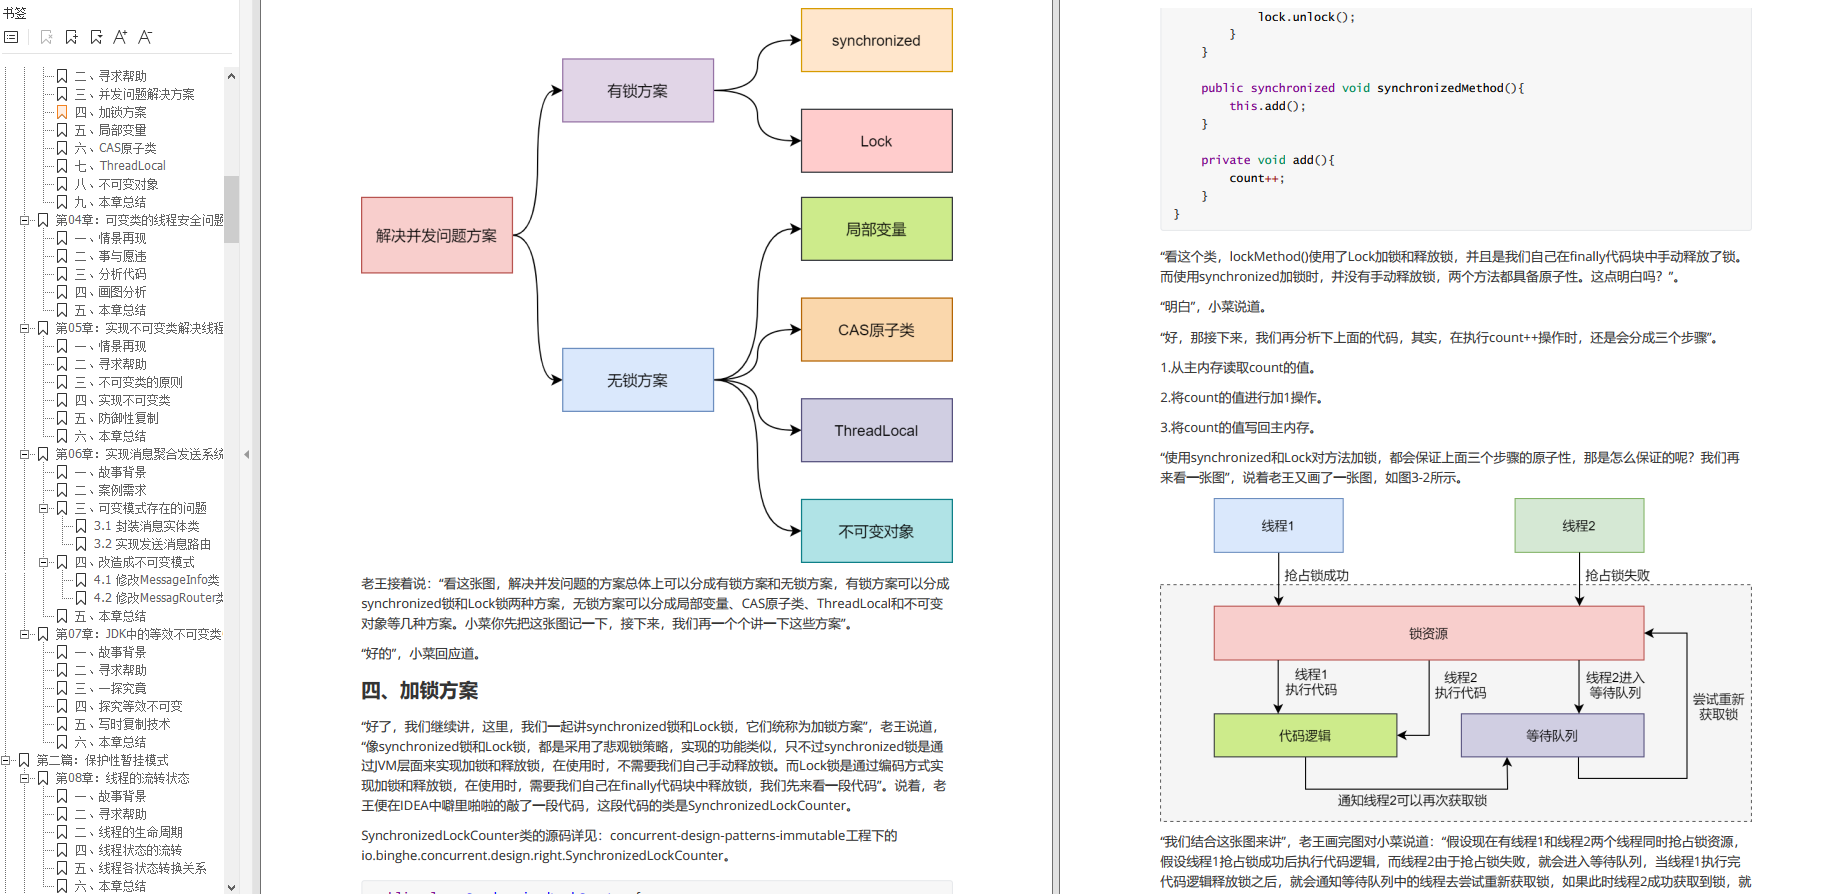 书签
二、寻求帮助
三、并发问题解决方案
四、加锁方案
五、局部变量
六、CAS原子类
七、ThreadLocal
八、不可变对象
九、本章总结
第04章：可变类的线程安全问题
一、情景再现
二、事与愿违
三、分析代码
四、画图分析
五、本章总结
第05章：实现不可变类解决线程
一、情景再现
二、寻求帮助
三、不可变类的原则
四、实现不可变类
五、防御性复制
六、本章总结
第06章：实现消息聚合发送系统
一、故事背景
二、案例需求
三、可变模式存在的问题
3.1 封装消息实体类
3.2 实现发送消息路由
四、改造成不可变模式
4.1 修改MessageInfo类
4.2 修改MessagRouter类
五、本章总结
第07章：JDK中的等效不可变类
一、故事背景
二、寻求帮助
三、一探究竟
四、探究等效不可变
五、写时复制技术
六、本章总结
第二篇：保护性暂挂模式
第08章：线程的流转状态
一、故事背景
二、寻求帮助
二、线程的生命周期
四、线程状态的流转
五、线程各状态转换关系
六、本章总结
解决并发问题方案
有锁方案
无锁方案
synchronized
Lock
局部变量
CAS原子类
ThreadLocal
不可变对象
老王接着说：“看这张图，解决并发问题的方案总体上可以分成有锁方案和无锁方案，有锁方案可以分成
synchronized锁和Lock锁两种方案，无锁方案可以分成局部变量、CAS原子类、ThreadLocal和不可变
对象等几种方案。小菜你先把这张图记一下，接下来，我们再一个个讲一下这些方案”。
“好的”，小菜回应道。
四、加锁方案
“好了，我们继续讲，这里，我们一起讲synchronized锁和Lock锁，它们统称为加锁方案”，老王说道，
“像synchronized锁和Lock锁，都是采用了悲观锁策略，实现的功能类似，只不过synchronized锁是通
过JVM层面来实现加锁和释放锁，在使用时，不需要我们自己手动释放锁。而Lock锁是通过编码方式实
现加锁和释放锁，在使用时，需要我们自己在finally代码块中释放锁，我们先来看一段代码”。说着，老
王便在IDEA中噼里啪啦的敲了一段代码，这段代码的类是SynchronizedLockCounter。
SynchronizedLockCounter类的源码详见：concurrent-design-patterns-immutable工程下的
io.binghe.concurrent.design.right.SynchronizedLockCounter。
lock.unlock();
}
}
public synchronized void synchronizedMethod(){
this.add();
}
private void add(){
count++;
}
}
“看这个类，lockMethod()使用了Lock加锁和释放锁，并且是我们自己在finally代码块中手动释放了锁。
而使用synchronized加锁时，并没有手动释放锁，两个方法都具备原子性。这点明白吗？”。
“明白”，小菜说道。
“好，那接下来，我们再分析下上面的代码，其实，在执行count++操作时，还是会分成三个步骤”。
1.从主内存读取count的值。
2.将count的值进行加1操作。
3.将count的值写回主内存。
“使用synchronized和Lock对方法加锁，都会保证上面三个步骤的原子性，那是怎么保证的呢？我们再
来看一张图”，说着老王又画了一张图，如图3-2所示。
线程1
线程2
抢占锁成功
抢占锁失败
锁资源
线程1
执行代码
线程2
执行代码
线程2进入
等待队列
尝试重新
获取锁
代码逻辑
等待队列
通知线程2可以再次获取锁
“我们结合这张图来讲”，老王画完图对小菜说道：“假设现在有线程1和线程2两个线程同时抢占锁资源，
假设线程1抢占锁成功后执行代码逻辑，而线程2由于抢占锁失败，就会进入等待队列，当线程1执行完
代码逻辑释放锁之后，就会通知等待队列中的线程去尝试重新获取锁，如果此时线程2成功获取到锁，就